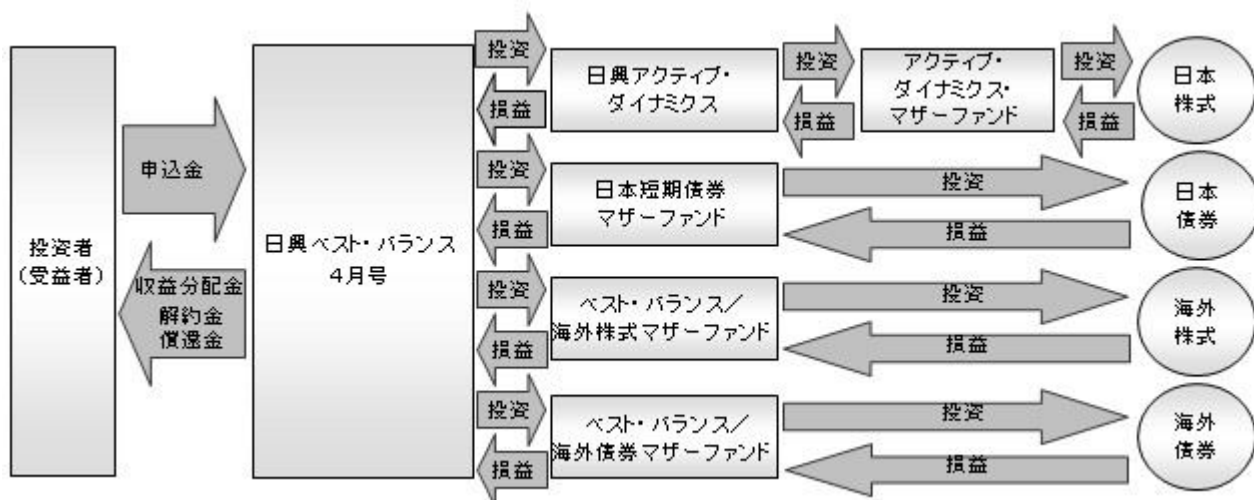 投資者
(受益者)
申込金
収益分配金
解約金
償還金
日興ベスト・バランス
4月号
投資
損益
日興アクティブ・
ダイナミクス
投資
損益
アクティブ・
ダイナミクス・
マザーファンド
投資
損益
日本
株式
投資
損益
日本短期債券
マザーファンド
投資
損益
日本
債券
投資
損益
ベスト・バランス/
海外株式マザーファンド
投資
損益
海外
株式
投資
損益
ベスト・バランス/
海外債券マザーファンド
投資
損益
海外
債券